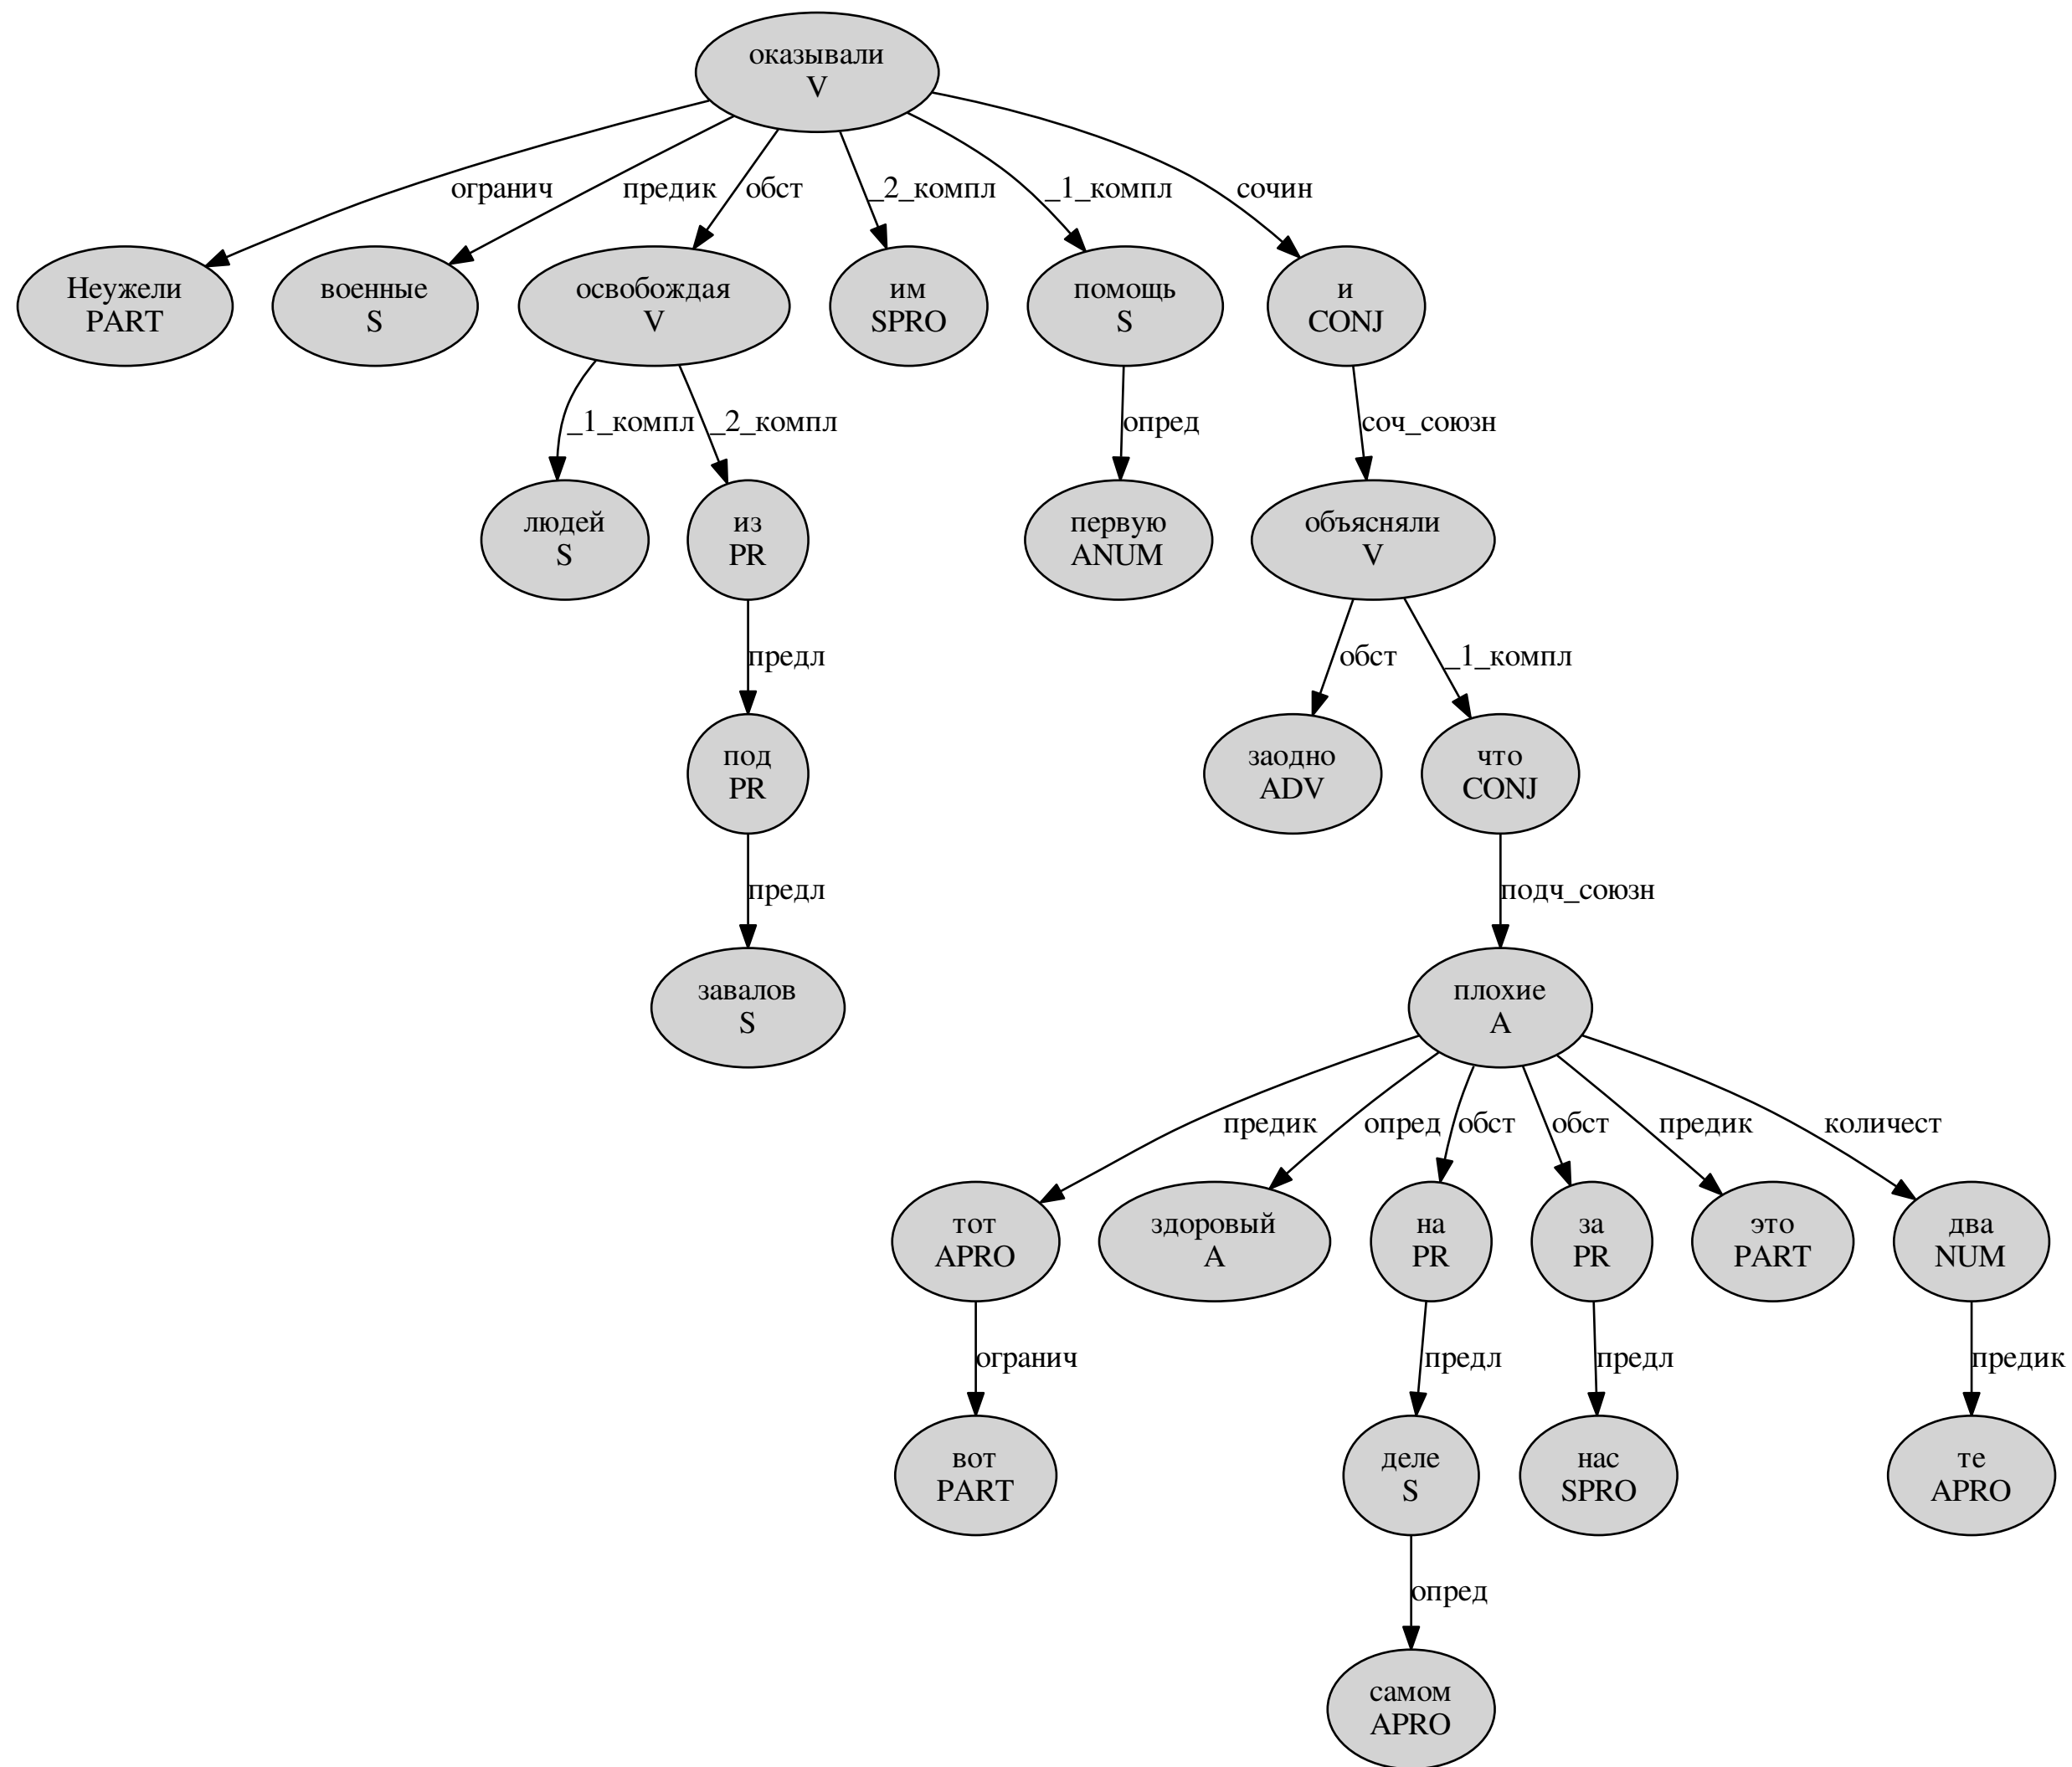 оказывали
V
огранич
предик
обст
_2_компл
_1_компл
сочин
Неужели
PART
военные
S
освобождая
V
им
SPRO
помощь
S
и
CONJ
_1_компл
_2_компл
опред
соч_союзн
людей
S
из
PR
первую
ANUM
объясняли
V
предл
обст
_1_компл
под
PR
заодно
ADV
что
CONJ
предл
подч_союзн
завалов
S
плохие
A
предик
опред
обст
обст
предик
количест
тот
APRO
здоровый
A
на
PR
за
PR
это
PART
два
NUM
огранич
предл
предл
предик
вот
PART
деле
S
нас
SPRO
те
APRO
опред
самом
APRO